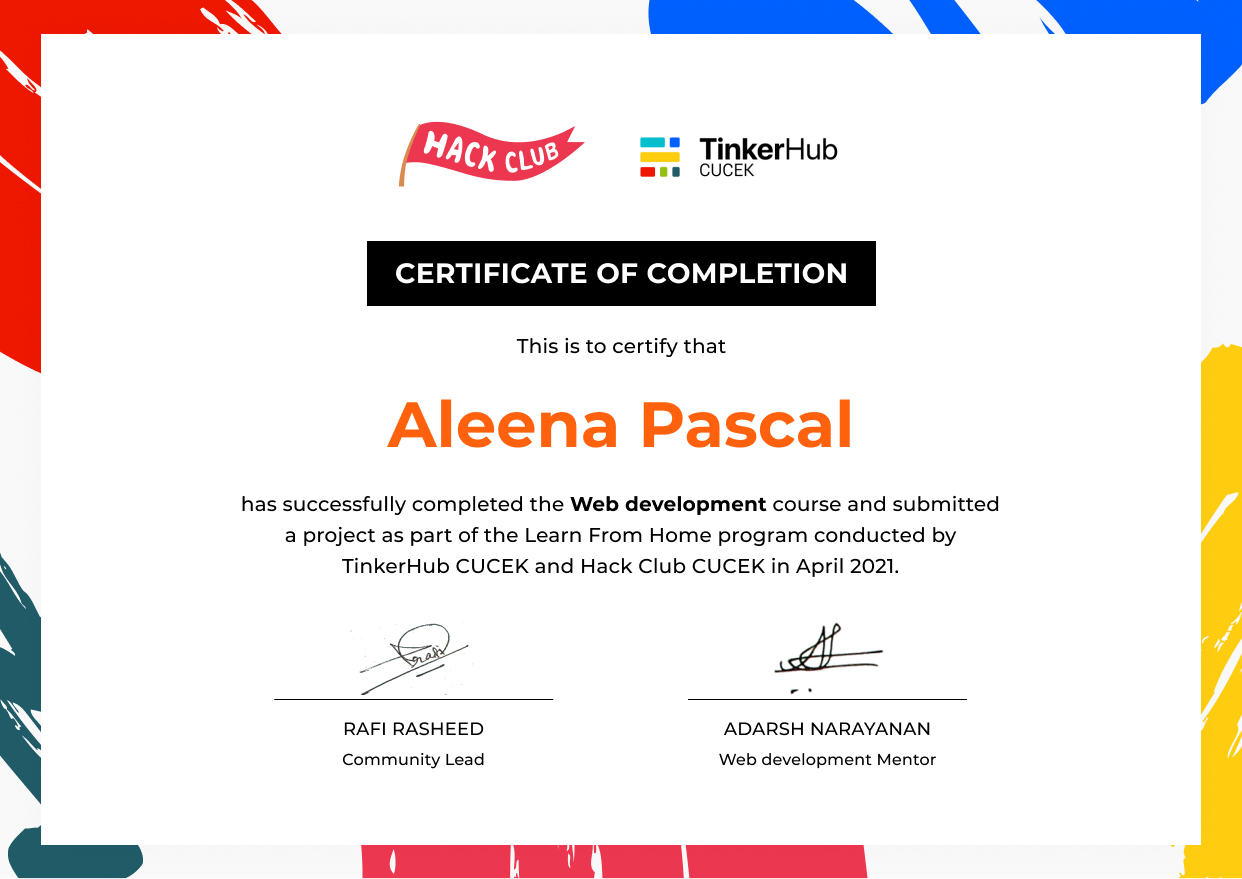 HACK CLUB
TinkerHub
CUCEK
CERTIFICATE OF COMPLETION
This is to certify that
Aleena Pascal
has successfully completed the Web development course and submitted
a project as part of the Learn From Home program conducted by
TinkerHub CUCEK and Hack Club CUCEK in April 2021.
RAFI RASHEED
ADARSH NARAYANAN
Community Lead
Web development Mentor